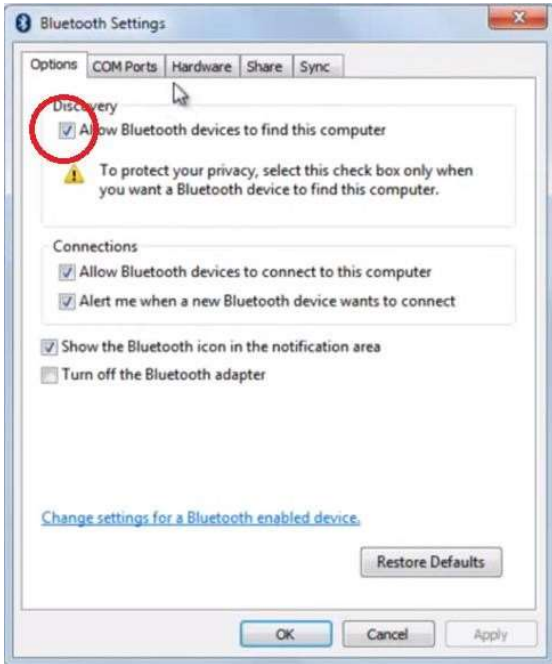 Bluetooth Settings
Options COM Ports Hardware Share Sync
Discovery
Allow Bluetooth devices to find this computer
To protect your privacy, select this check box only when
you want a Bluetooth device to find this computer.
Connections
Allow Bluetooth devices to connect to this computer
Alert me when a new Bluetooth device wants to connect
Show the Bluetooth icon in the notification area
Turn off the Bluetooth adapter
Change settings for a Bluetooth enabled device.
Restore Defaults
OK Cancel Apply